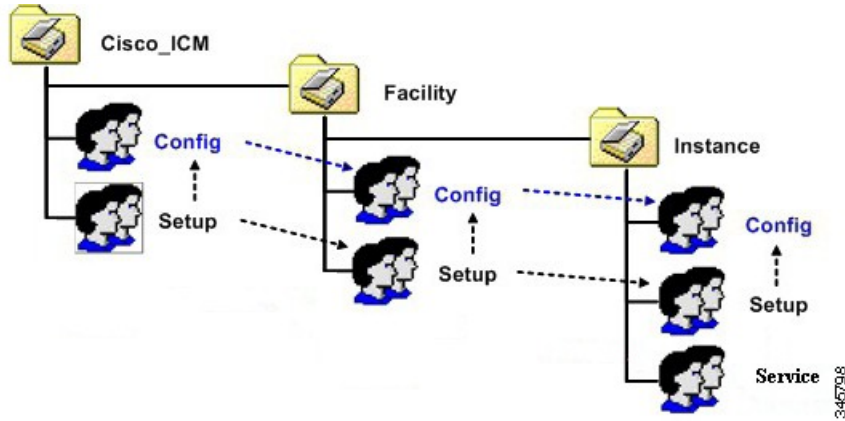 Cisco_ICM
Facility
Instance
Config
Config
Config
Setup
Setup
Setup
Service
345798